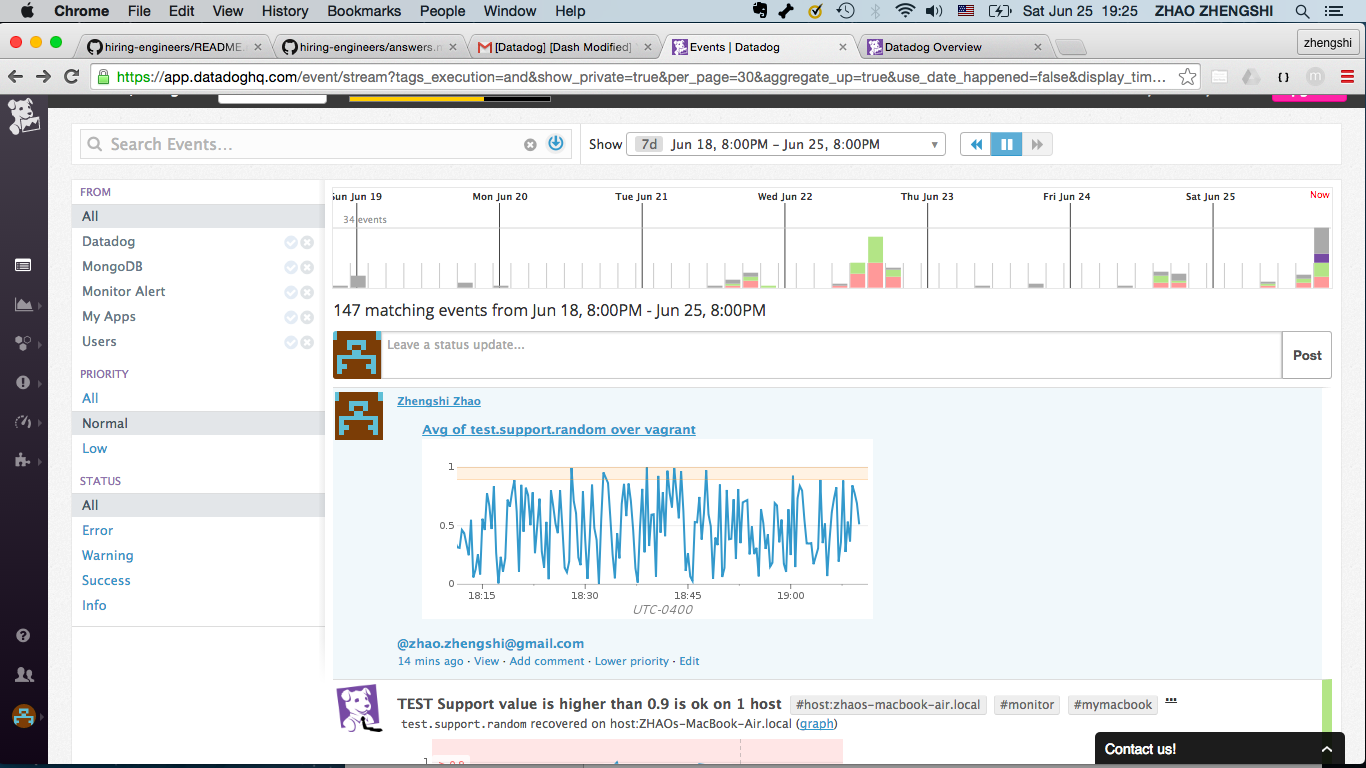 Chrome File Edit View History Bookmarks People Window Help Sat Jun 25 19:25 ZHAO ZHENGSHI
hiring-engineers/README. hiring-engineers/answers.m [Datadog] [Dash Modified] Events | Datadog Datadog Overview zhengshi
https://app.datadoghq.com/event/stream?tags_execution=and&show_private=true&per_page=30&aggregate_up=true&use_date_happened=false&display_tim...
Search Events... Show 7d Jun 18, 8:00PM – Jun 25, 8:00PM
FROM
All
Datadog
MongoDB
Monitor Alert
My Apps
Users
PRIORITY
All
Normal
Low
STATUS
All
Error
Warning
Success
Info
Sun Jun 19 Mon Jun 20 Tue Jun 21 Wed Jun 22 Thu Jun 23 Fri Jun 24 Sat Jun 25 Now
34 events
147 matching events from Jun 18, 8:00PM - Jun 25, 8:00PM
Leave a status update... Post
Zhengshi Zhao
Avg of test.support.random over vagrant
1
0.5
0
18:15 18:30 18:45 19:00
UTC-0400
@zhao.zhengshi@gmail.com
14 mins ago · View · Add comment · Lower priority · Edit
TEST Support value is higher than 0.9 is ok on 1 host #host:zhaos-macbook-air.local #monitor #mymacbook ...
test.support.random recovered on host:ZHAOs-MacBook-Air.local (graph)
Contact us!